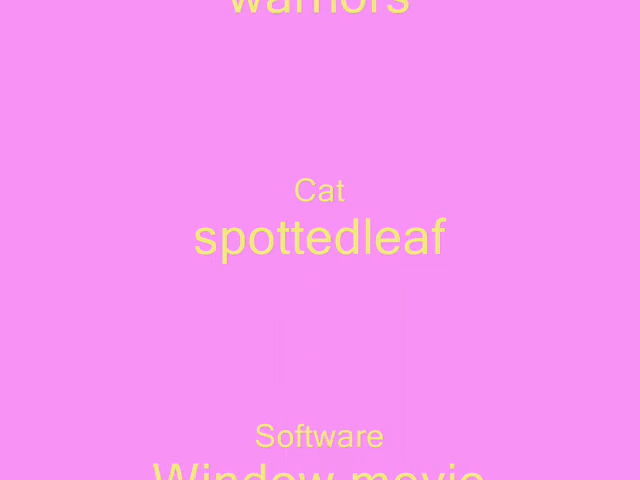 warriors
Cat
spottedleaf
Software
Window movie